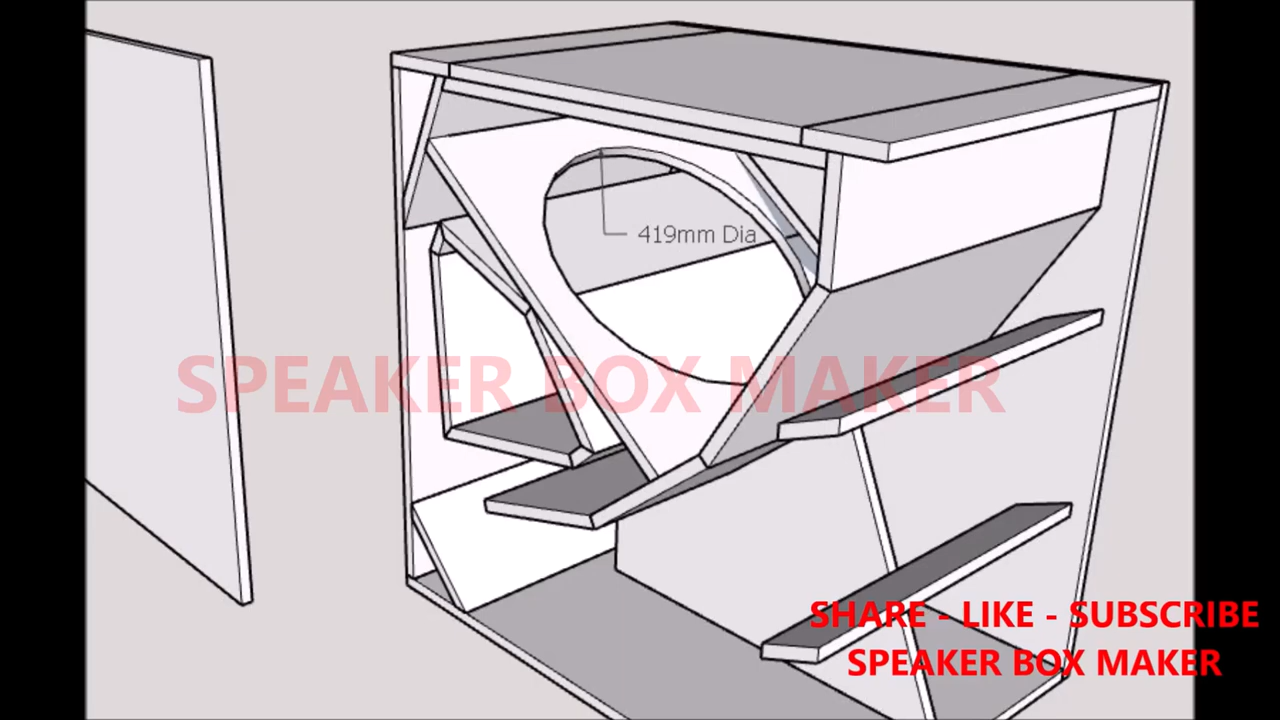 419mm Dia
SPEAKER BOX MAKER
SHARE - LIKE - SUBSCRIBE
SPEAKER BOX MAKER